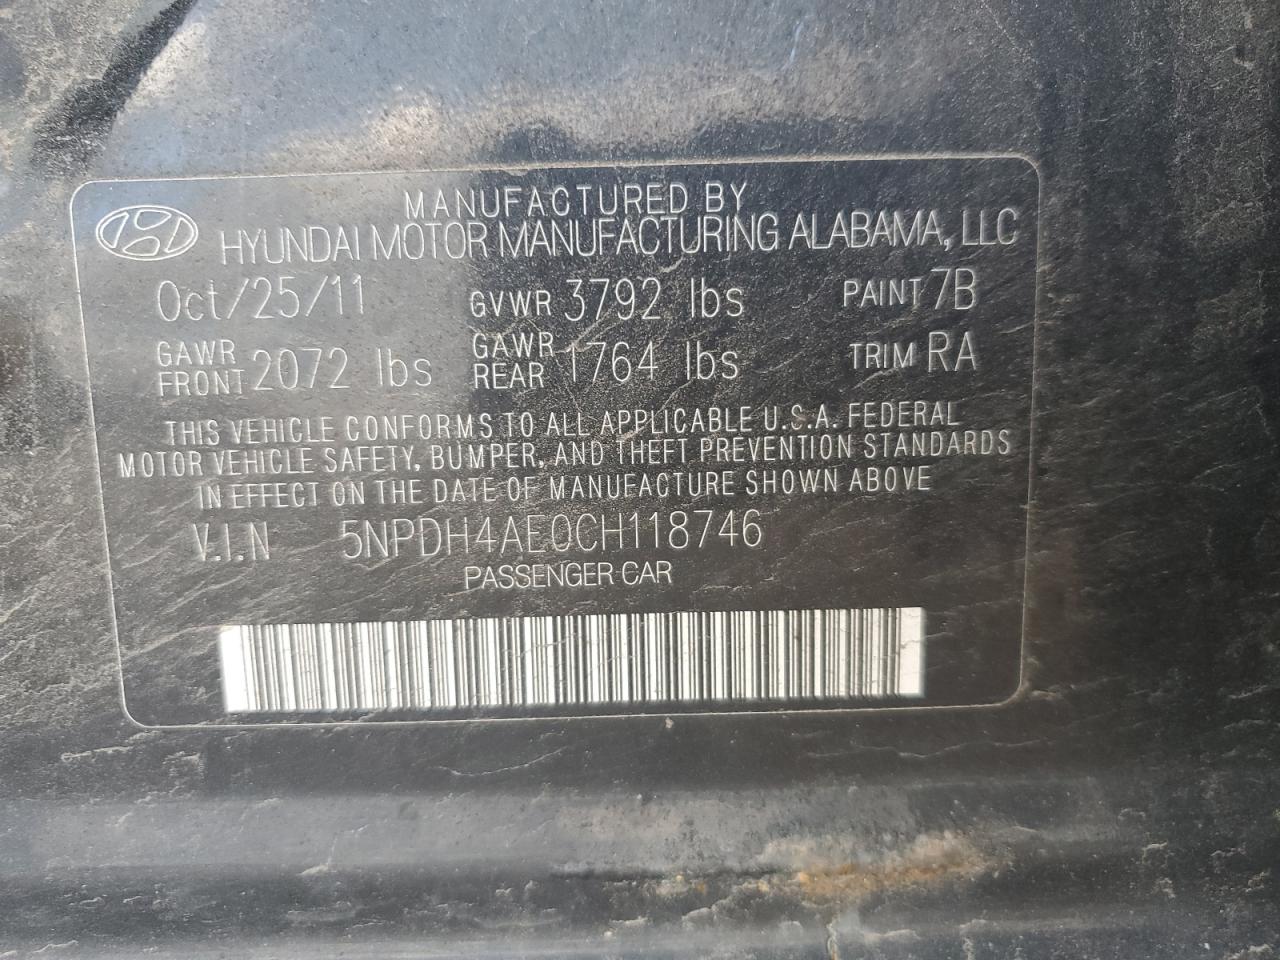 MANUFACTURED BY
HYUNDAI MOTOR MANUFACTURING ALABAMA, LLC
Oct/25/11 GVWR 3792 lbs PAINT 7B
GAWR FRONT 2072 lbs GAWR REAR 1764 lbs TRIM RA
THIS VEHICLE CONFORMS TO ALL APPLICABLE U.S.A. FEDERAL
MOTOR VEHICLE SAFETY, BUMPER, AND THEFT PREVENTION STANDARDS
IN EFFECT ON THE DATE OF MANUFACTURE SHOWN ABOVE
V.I.N 5NPDH4AE0CH118746
PASSENGER CAR